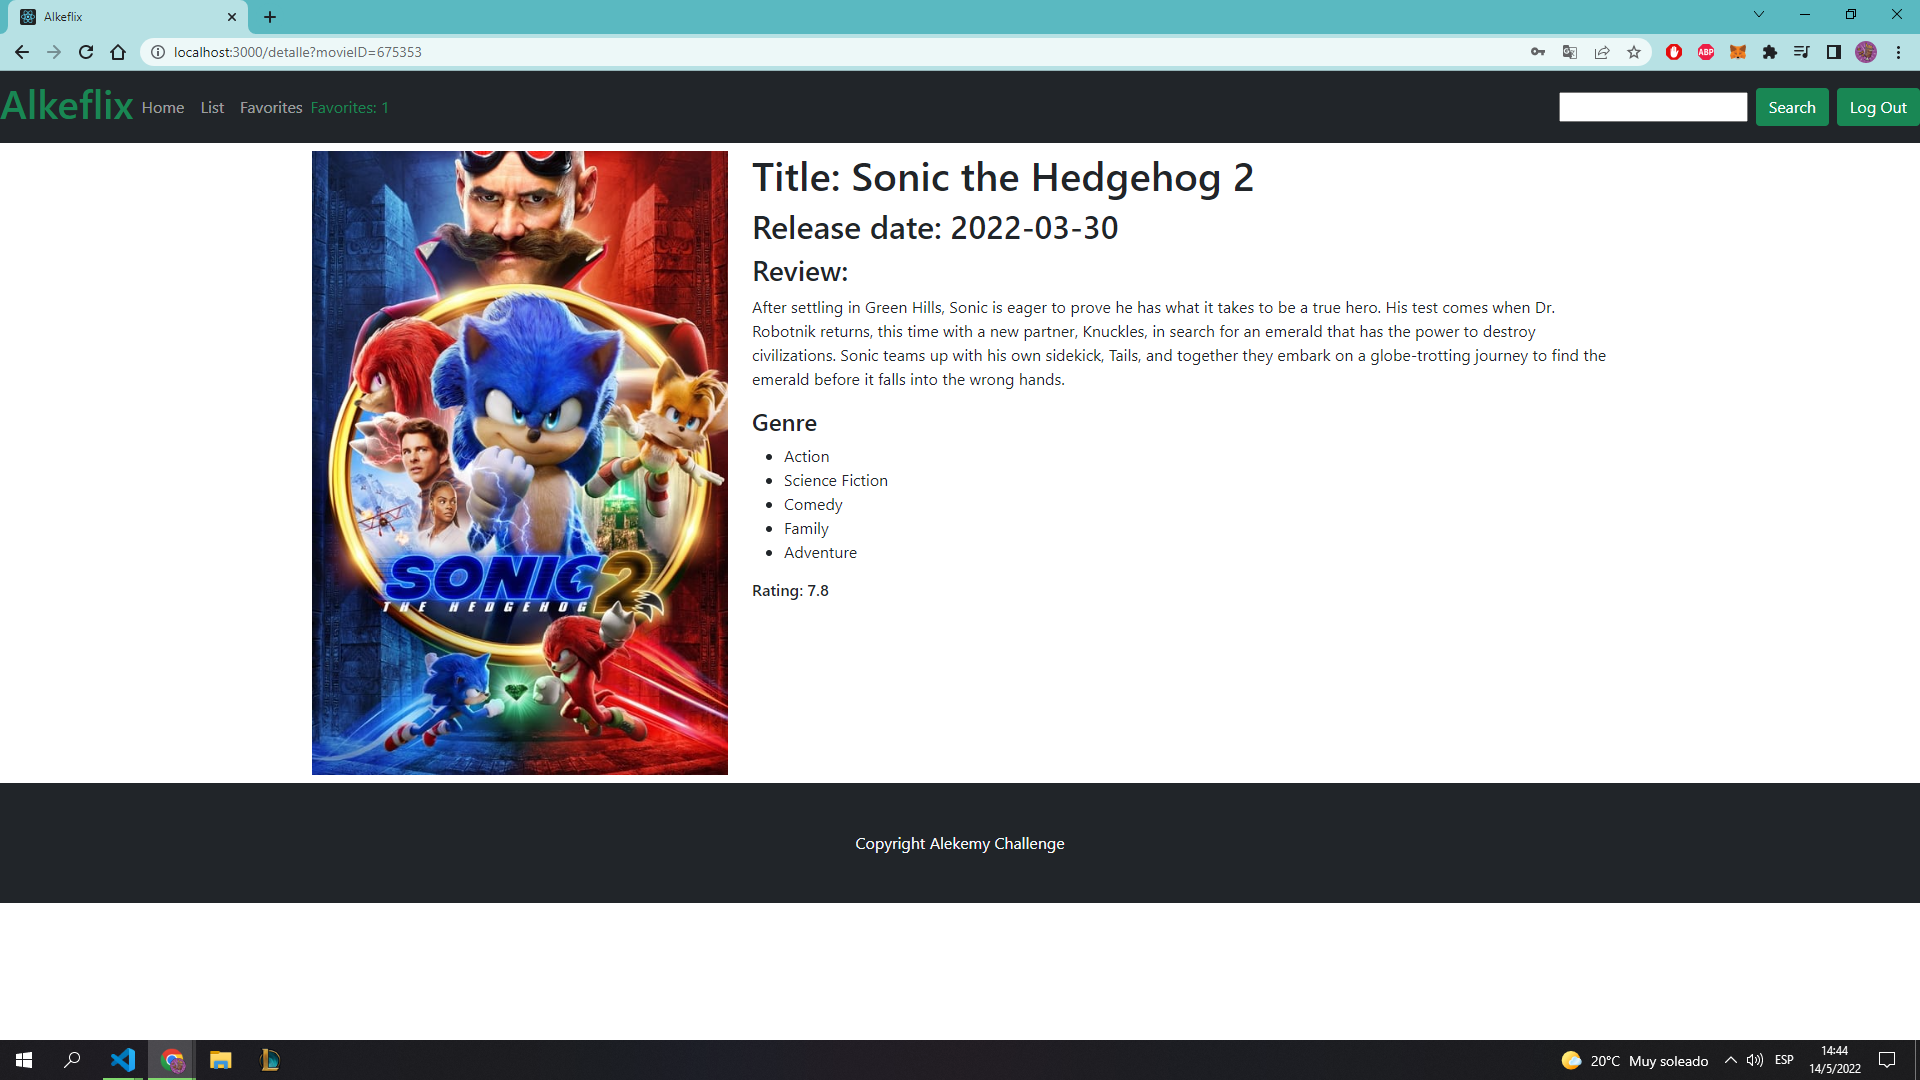 Alkeflix
localhost:3000/detalle?movieID=675353
ABP
Alkeflix Home List Favorites Favorites: 1 Search Log Out
Title: Sonic the Hedgehog 2
Release date: 2022-03-30
Review:
After settling in Green Hills, Sonic is eager to prove he has what it takes to be a true hero. His test comes when Dr.
Robotnik returns, this time with a new partner, Knuckles, in search for an emerald that has the power to destroy
civilizations. Sonic teams up with his own sidekick, Tails, and together they embark on a globe-trotting journey to find the
emerald before it falls into the wrong hands.
Genre
Action
Science Fiction
Comedy
Family
Adventure
Rating: 7.8
SONIC 2
THE HEDGEHOG
Copyright Alekemy Challenge
20°C Muy soleado
ESP
14:44
14/5/2022